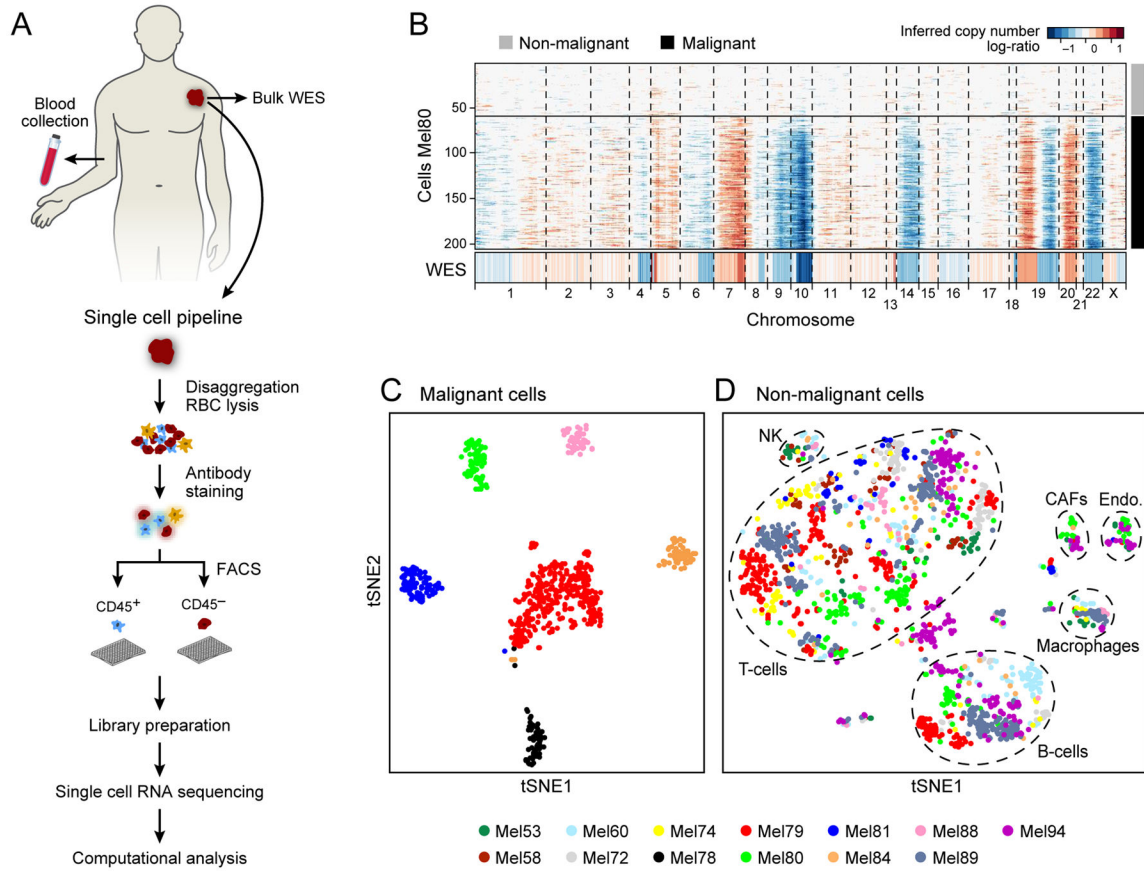 A
Blood
collection
Bulk WES
Single cell pipeline
Disaggregation
RBC lysis
Antibody
staining
FACS
CD45+
CD45–
Library preparation
Single cell RNA sequencing
Computational analysis
B
Non-malignant
Malignant
Inferred copy number
log-ratio
–1 0 1
Cells Mel80
50
100
150
200
WES
1 2 3 4 5 6 7 8 9 10 11 12 13 14 15 16 17 18 19 20 21 22 X
Chromosome
C Malignant cells
tSNE2
tSNE1
D Non-malignant cells
NK
CAFs
Endo.
Macrophages
T-cells
B-cells
tSNE1
Mel53 Mel60 Mel74 Mel79 Mel81 Mel88 Mel94
Mel58 Mel72 Mel78 Mel80 Mel84 Mel89